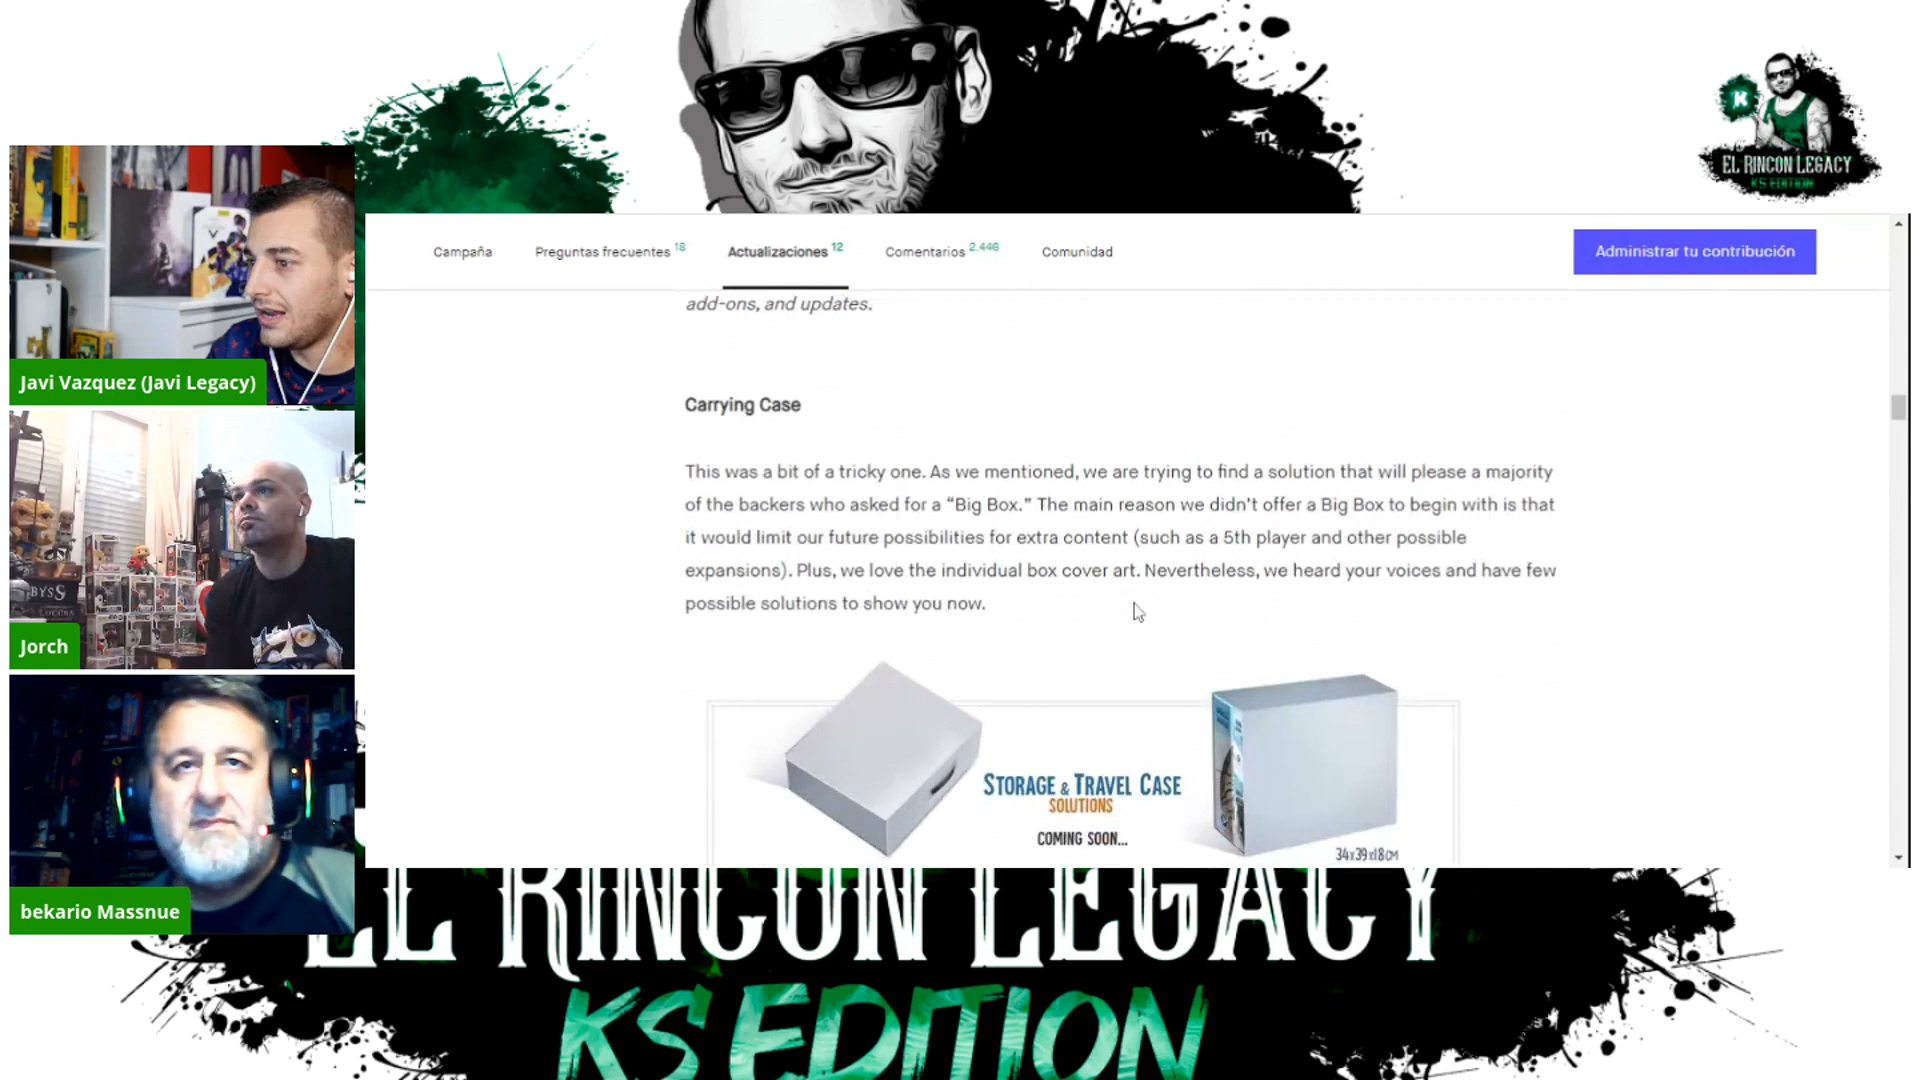 EL RINCON LEGACY
KS EDITION
Campaña
Preguntas frecuentes 18
Actualizaciones 12
Comentarios 2.446
Comunidad
Administrar tu contribución
add-ons, and updates.
Carrying Case
This was a bit of a tricky one. As we mentioned, we are trying to find a solution that will please a majority
of the backers who asked for a “Big Box.” The main reason we didn't offer a Big Box to begin with is that
it would limit our future possibilities for extra content (such as a 5th player and other possible
expansions). Plus, we love the individual box cover art. Nevertheless, we heard your voices and have few
possible solutions to show you now.
STORAGE & TRAVEL CASE
SOLUTIONS
COMING SOON...
34x39x18CM
Javi Vazquez (Javi Legacy)
Jorch
bekario Massnue
EL RINCON LEGACY
KS EDITION